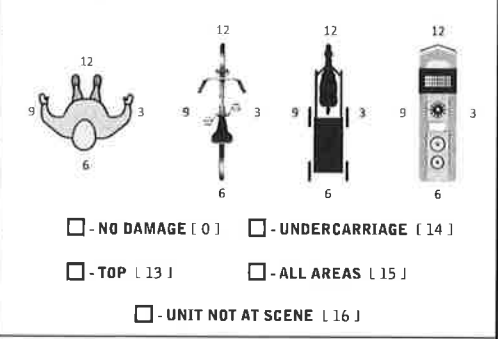 12 12 12 12
9 3 9 3 9 3 9 3
6 6 6 6
- NO DAMAGE [ 0 ] - UNDERCARRIAGE [ 14 ]
- TOP [ 13 ] - ALL AREAS [ 15 ]
- UNIT NOT AT SCENE [ 16 ]